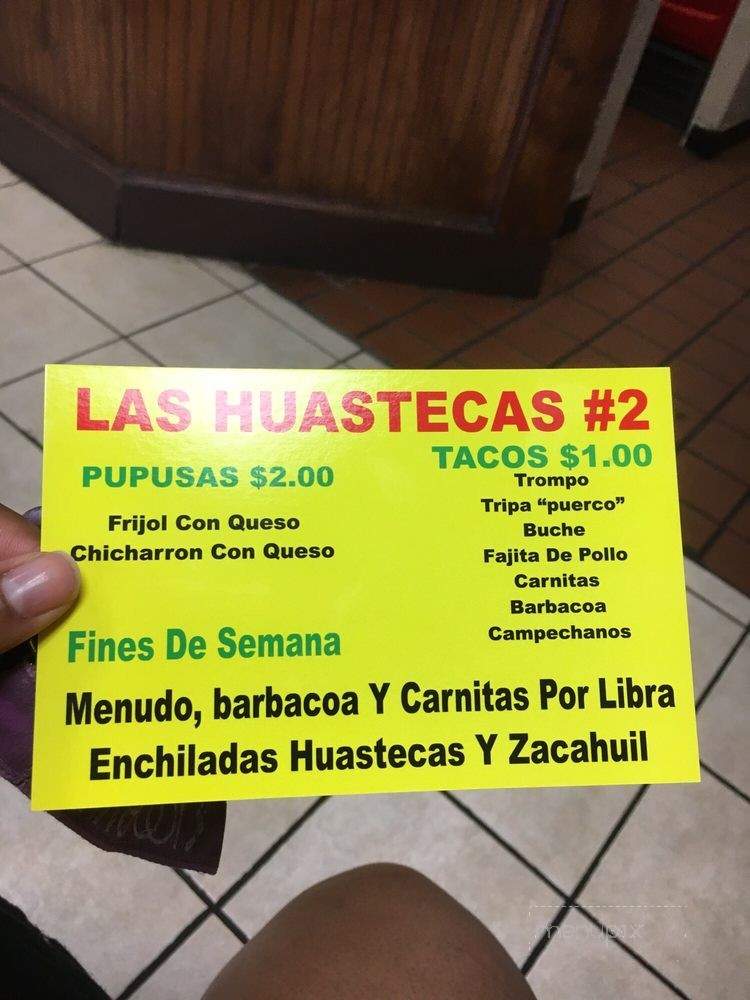 LAS HUASTECAS #2
PUPUSAS $2.00
Frijol Con Queso
Chicharron Con Queso
TACOS $1.00
Trompo
Tripa “puerco”
Buche
Fajita De Pollo
Carnitas
Barbacoa
Campechanos
Fines De Semana
Menudo, barbacoa Y Carnitas Por Libra
Enchiladas Huastecas Y Zacahuil
menupix